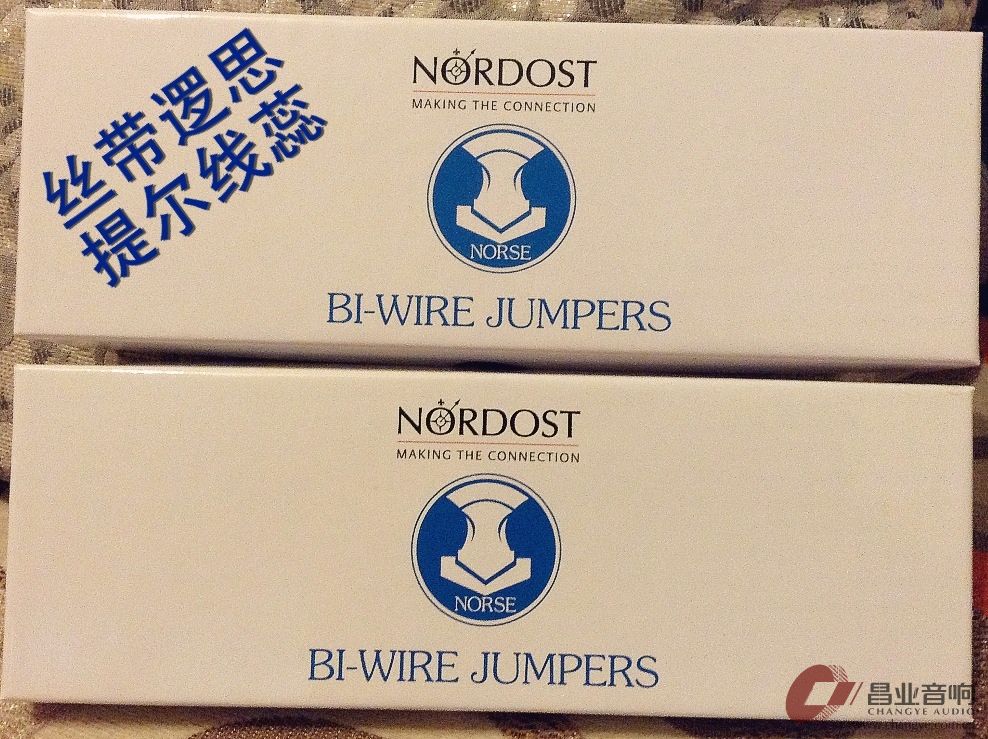 丝带逻思
提尔线蕊
NORDOST
MAKING THE CONNECTION
NORSE
BI-WIRE JUMPERS
NORDOST
MAKING THE CONNECTION
NORSE
BI-WIRE JUMPERS
昌业音响
CHANGYE AUDIO